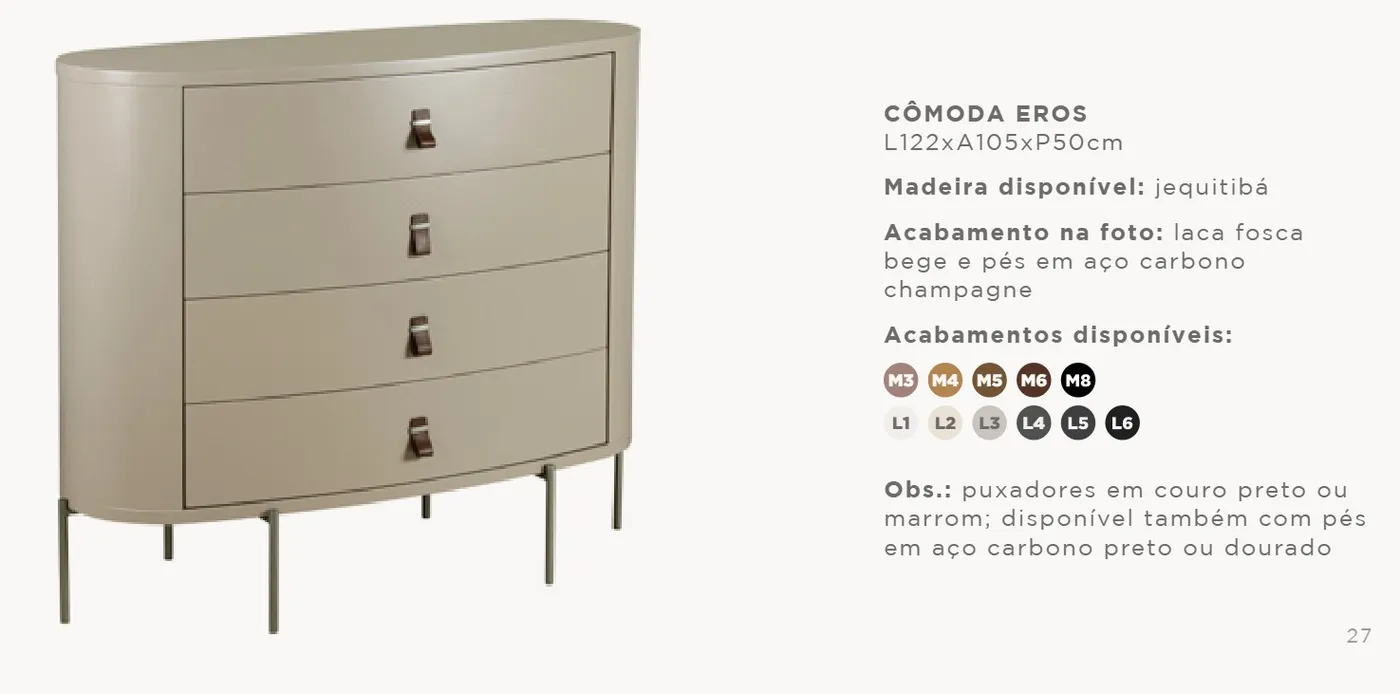 CÔMODA EROS
L122xA105xP50cm
Madeira disponível: jequitibá
Acabamento na foto: laca fosca
bege e pés em aço carbono
champagne
Acabamentos disponíveis:
M3 M4 M5 M6 M8
L1 L2 L3 L4 L5 L6
Obs.: puxadores em couro preto ou
marrom; disponível também com pés
em aço carbono preto ou dourado
27